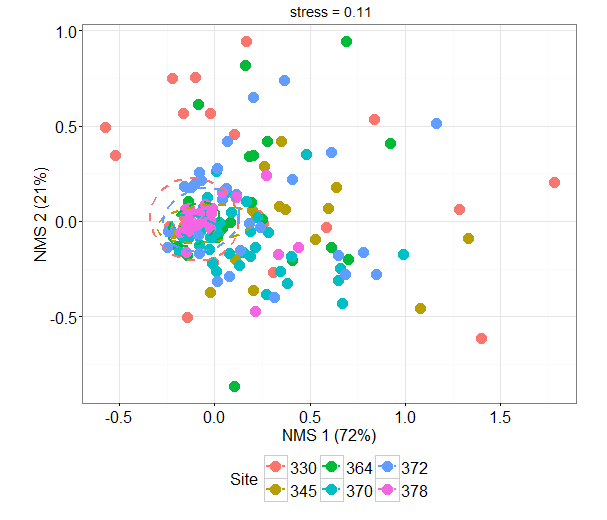 stress = 0.11
1.0
0.5
0.0
-0.5
NMS 2 (21%)
-0.5 0.0 0.5 1.0 1.5
NMS 1 (72%)
Site
330 364 372
345 370 378